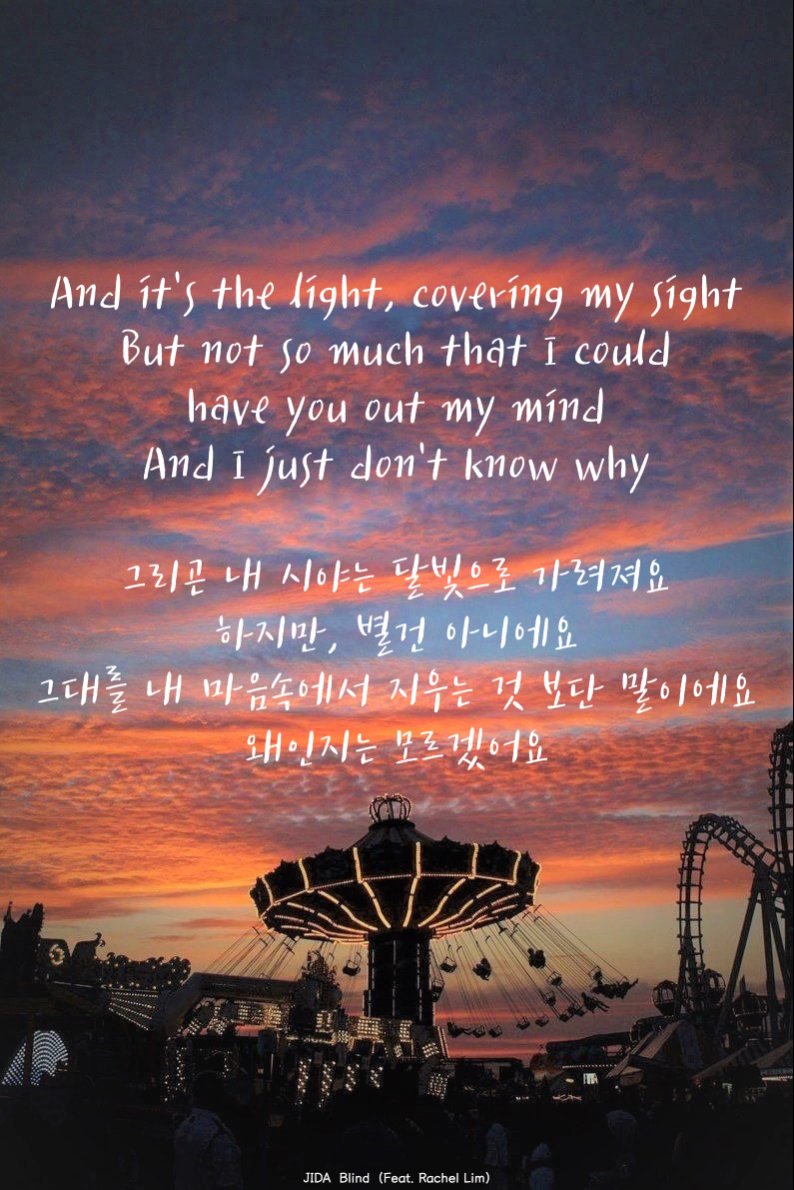 And it's the light, covering my sight
But not so much that I could
have you out my mind
And I just don't know why
그리곤 내 시야는 달빛으로 가려져요
하지만, 별건 아니에요
그대를 내 마음속에서 지우는 것 보단 말이에요
왜인지는 모르겠어요
JIDA Blind (Feat. Rachel Lim)